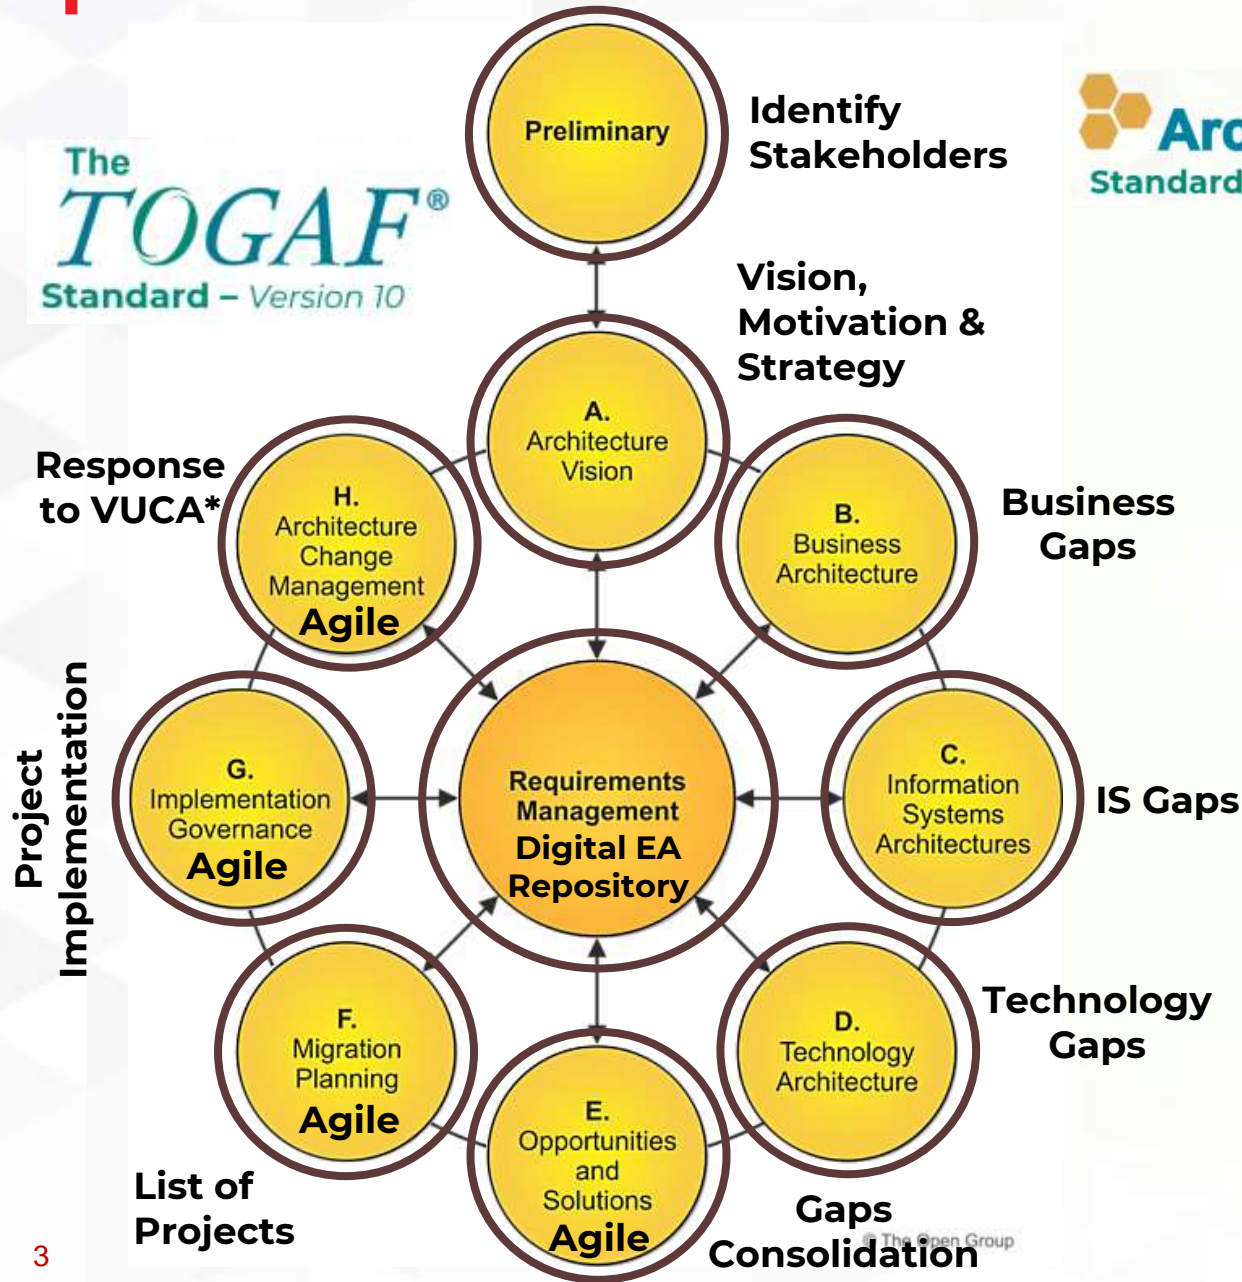 Preliminary
Identify
Stakeholders
The
TOGAF®
Standard – Version 10
Arc
Standard
Vision,
Motivation &
Strategy
A.
Architecture
Vision
Response
to VUCA*
H.
Architecture
Change
Management
Agile
B.
Business
Architecture
Business
Gaps
Project
Implementation
G.
Implementation
Governance
Agile
Requirements
Management
Digital EA
Repository
C.
Information
Systems
Architectures
IS Gaps
F.
Migration
Planning
Agile
D.
Technology
Architecture
Technology
Gaps
E.
Opportunities
and
Solutions
Agile
List of
Projects
Gaps
Consolidation
© The Open Group
3